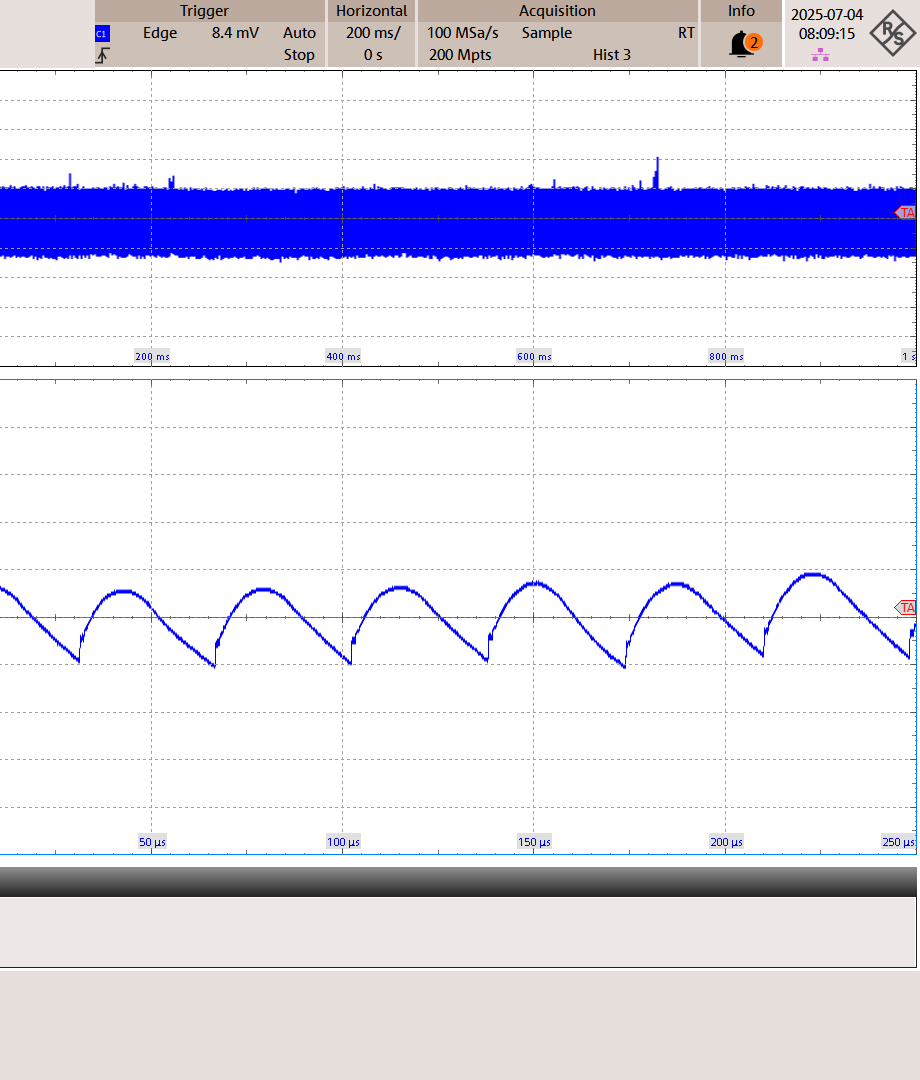 Trigger
C1 Edge 8.4 mV Auto
Stop
Horizontal
200 ms/
0 s
Acquisition
100 MSa/s Sample RT
200 Mpts Hist 3
Info
2
2025-07-04
08:09:15
R S
TA
200 ms 400 ms 600 ms 800 ms 1 s
TA
50 µs 100 µs 150 µs 200 µs 250 µs